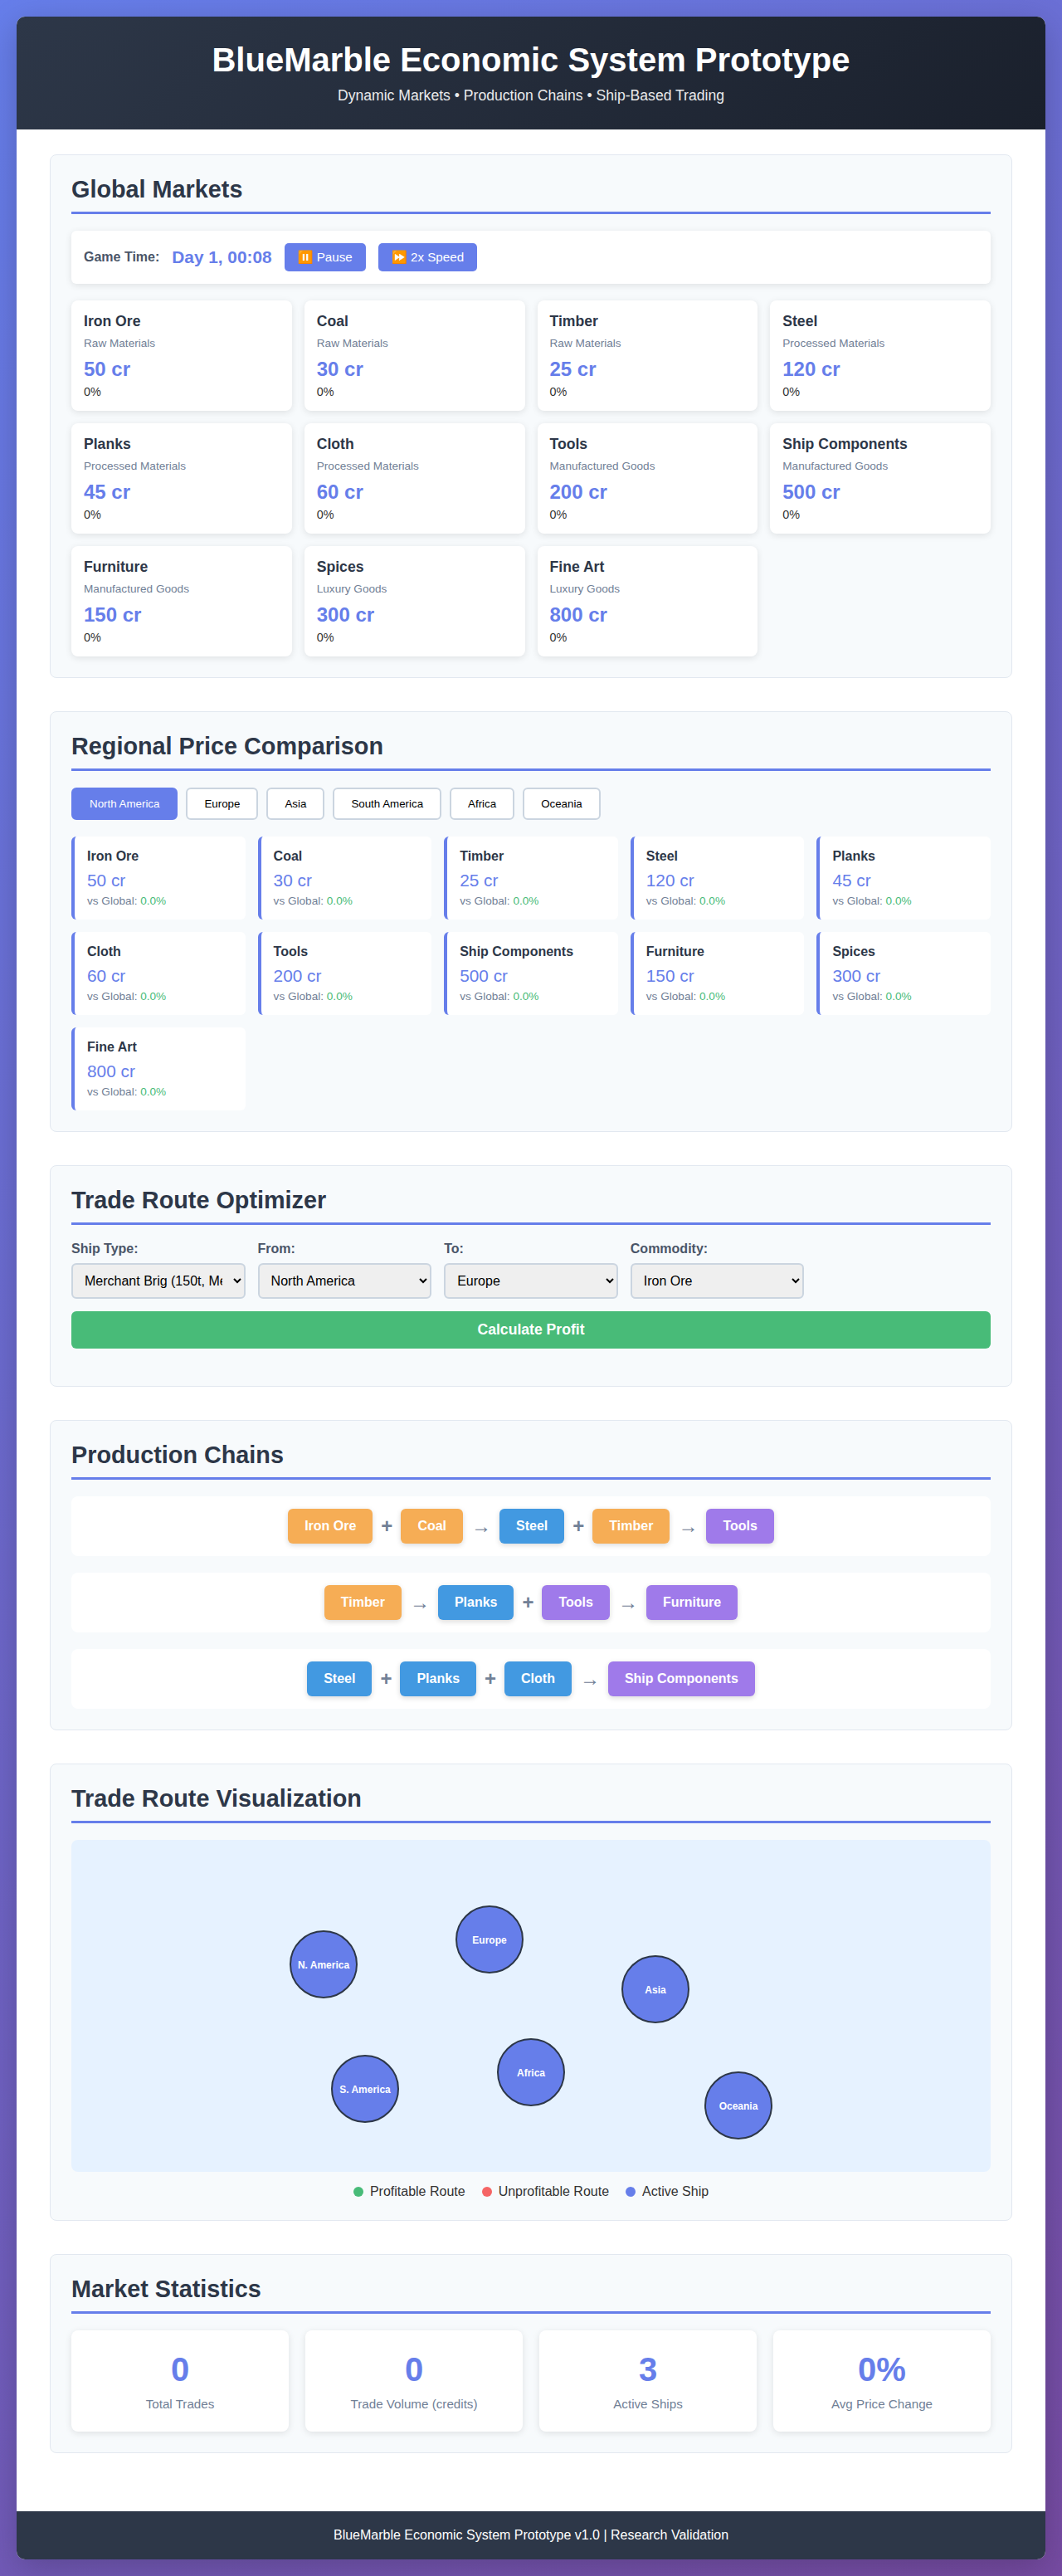 BlueMarble Economic System Prototype
Dynamic Markets • Production Chains • Ship-Based Trading
Global Markets
Game Time: Day 1, 00:08 ⏸️ Pause ⏩ 2x Speed
Iron Ore
Raw Materials
50 cr
0%
Coal
Raw Materials
30 cr
0%
Timber
Raw Materials
25 cr
0%
Steel
Processed Materials
120 cr
0%
Planks
Processed Materials
45 cr
0%
Cloth
Processed Materials
60 cr
0%
Tools
Manufactured Goods
200 cr
0%
Ship Components
Manufactured Goods
500 cr
0%
Furniture
Manufactured Goods
150 cr
0%
Spices
Luxury Goods
300 cr
0%
Fine Art
Luxury Goods
800 cr
0%
Regional Price Comparison
North America Europe Asia South America Africa Oceania
Iron Ore
50 cr
vs Global: 0.0%
Coal
30 cr
vs Global: 0.0%
Timber
25 cr
vs Global: 0.0%
Steel
120 cr
vs Global: 0.0%
Planks
45 cr
vs Global: 0.0%
Cloth
60 cr
vs Global: 0.0%
Tools
200 cr
vs Global: 0.0%
Ship Components
500 cr
vs Global: 0.0%
Furniture
150 cr
vs Global: 0.0%
Spices
300 cr
vs Global: 0.0%
Fine Art
800 cr
vs Global: 0.0%
Trade Route Optimizer
Ship Type:
Merchant Brig (150t, Me
From:
North America
To:
Europe
Commodity:
Iron Ore
Calculate Profit
Production Chains
Iron Ore + Coal → Steel + Timber → Tools
Timber → Planks + Tools → Furniture
Steel + Planks + Cloth → Ship Components
Trade Route Visualization
Europe
N. America
Asia
Africa
S. America
Oceania
Profitable Route Unprofitable Route Active Ship
Market Statistics
0
Total Trades
0
Trade Volume (credits)
3
Active Ships
0%
Avg Price Change
BlueMarble Economic System Prototype v1.0 | Research Validation